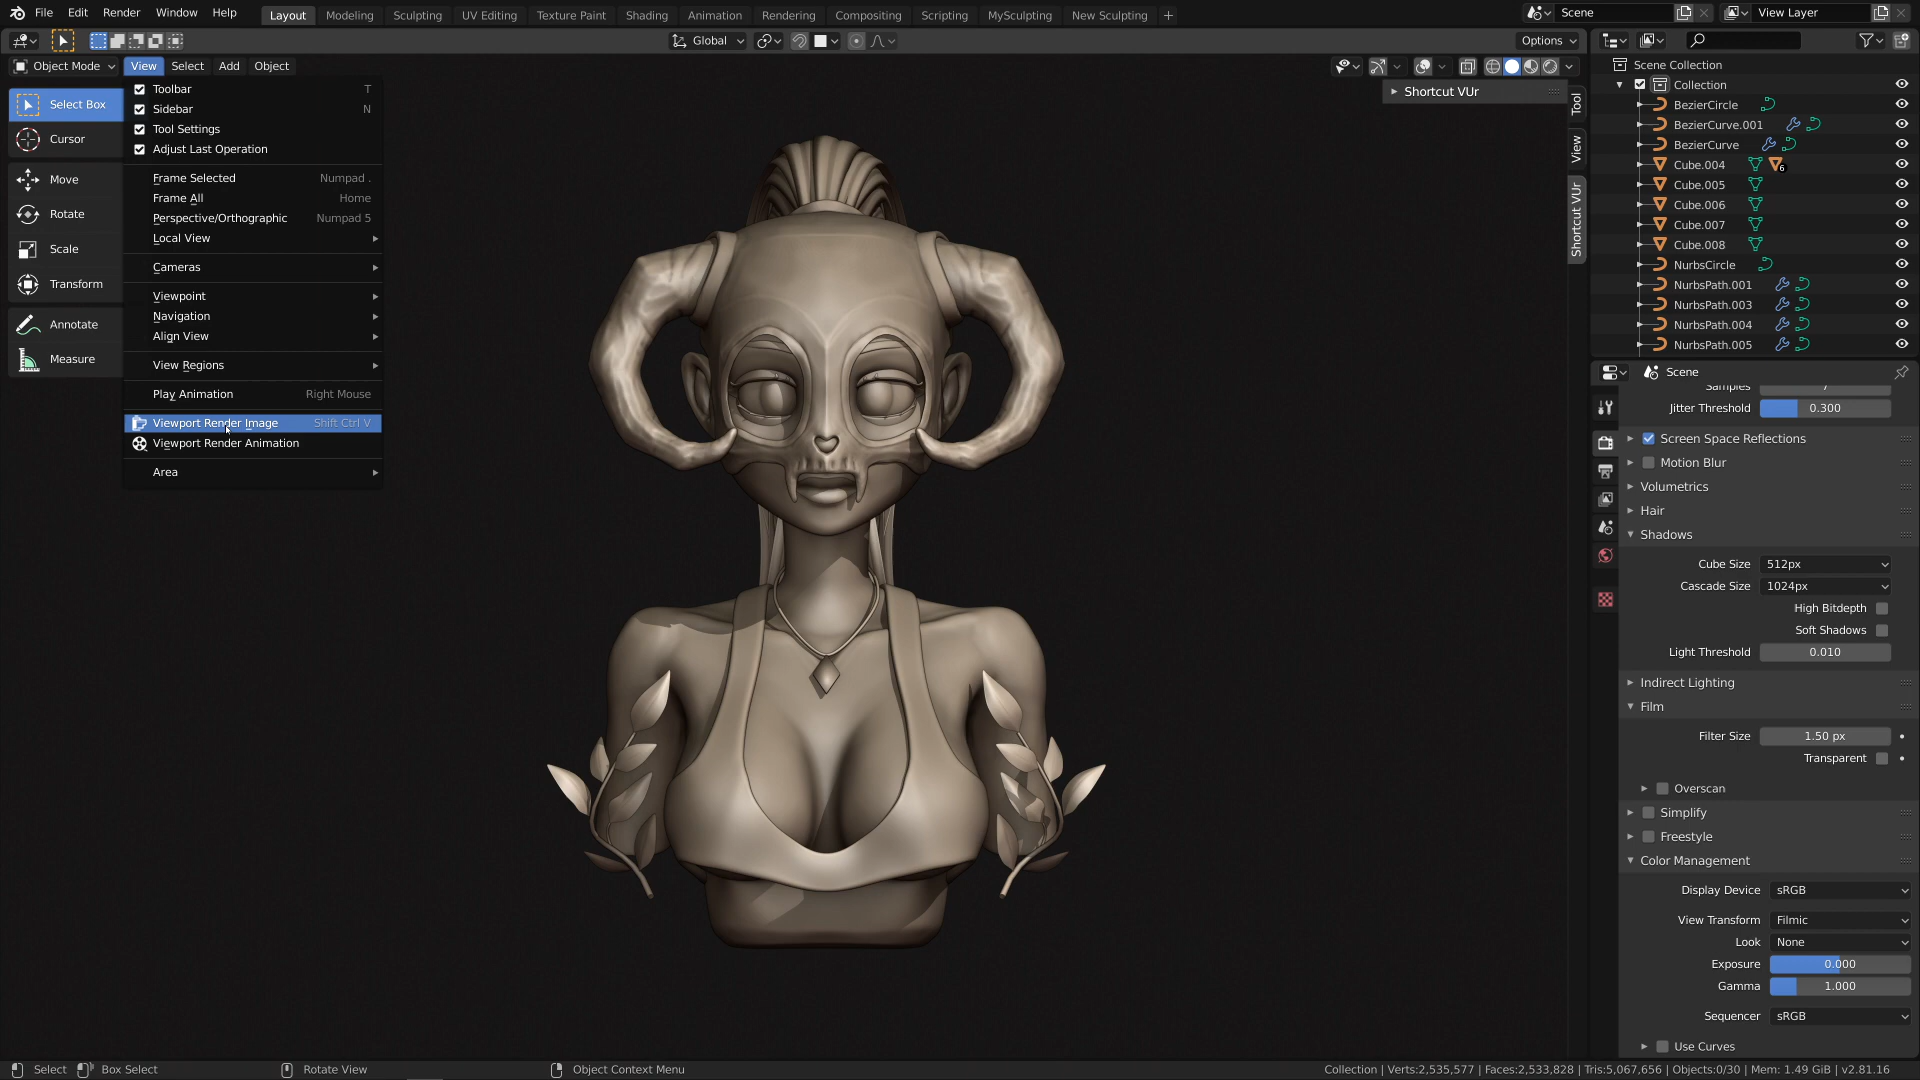 File Edit Render Window Help Layout Modeling Sculpting UV Editing Texture Paint Shading Animation Rendering Compositing Scripting MySculpting New Sculpting + Scene View Layer
Global Options
Object Mode View Select Add Object
Select Box
Cursor
Move
Rotate
Scale
Transform
Annotate
Measure
Toolbar T
Sidebar N
Tool Settings
Adjust Last Operation
Frame Selected Numpad .
Frame All Home
Perspective/Orthographic Numpad 5
Local View
Cameras
Viewpoint
Navigation
Align View
View Regions
Play Animation Right Mouse
Viewport Render Image Shift Ctrl V
Viewport Render Animation
Area
Shortcut VUr
Tool
View
Shortcut VUr
Scene Collection
Collection
BezierCircle
BezierCurve.001
BezierCurve
Cube.004 6
Cube.005
Cube.006
Cube.007
Cube.008
NurbsCircle
NurbsPath.001
NurbsPath.003
NurbsPath.004
NurbsPath.005
Scene
Samples 7
Jitter Threshold 0.300
Screen Space Reflections
Motion Blur
Volumetrics
Hair
Shadows
Cube Size 512px
Cascade Size 1024px
High Bitdepth
Soft Shadows
Light Threshold 0.010
Indirect Lighting
Film
Filter Size 1.50 px
Transparent
Overscan
Simplify
Freestyle
Color Management
Display Device sRGB
View Transform Filmic
Look None
Exposure 0.000
Gamma 1.000
Sequencer sRGB
Use Curves
Select Box Select Rotate View Object Context Menu Collection | Verts:2,535,577 | Faces:2,533,828 | Tris:5,067,656 | Objects:0/30 | Mem: 1.49 GiB | v2.81.16